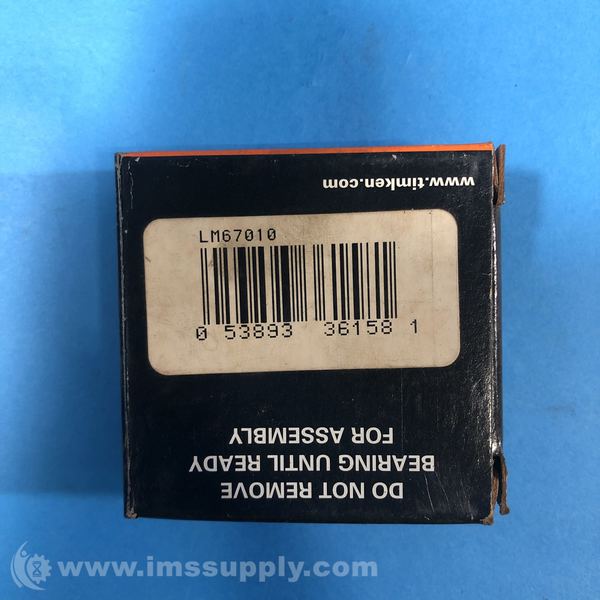 www.timken.com
LM67010
0 53893 36158 1
DO NOT REMOVE
BEARING UNTIL READY
FOR ASSEMBLY
www.imssupply.com